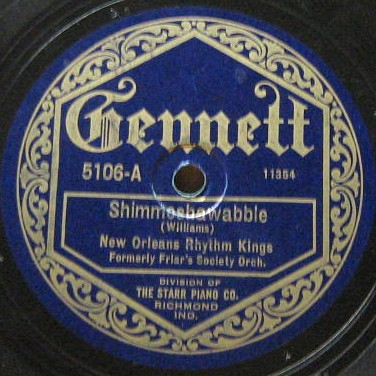 Gennett
5106-A 11354
Shimmeshawabble
(Williams)
New Orleans Rhythm Kings
Formerly Friar's Society Orch.
DIVISION OF
THE STARR PIANO CO.
RICHMOND
IND.